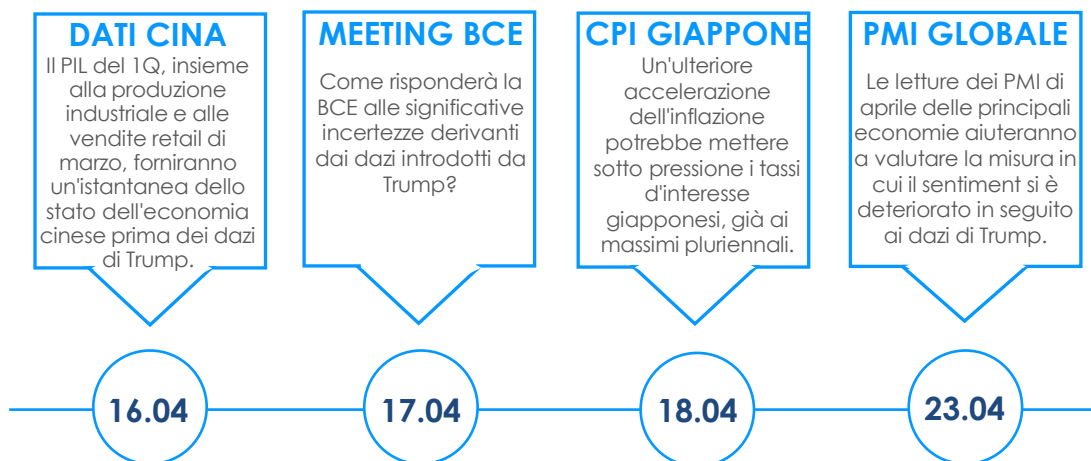 DATI CINA
Il PIL del 1Q, insieme
alla produzione
industriale e alle
vendite retail di
marzo, forniranno
un'istantanea dello
stato dell'economia
cinese prima dei dazi
di Trump.
16.04
MEETING BCE
Come risponderà la
BCE alle significative
incertezze derivanti
dai dazi introdotti da
Trump?
17.04
CPI GIAPPONE
Un'ulteriore
accelerazione
dell'inflazione
potrebbe mettere
sotto pressione i tassi
d'interesse
giapponesi, già ai
massimi pluriennali.
18.04
PMI GLOBALE
Le letture dei PMI di
aprile delle principali
economie aiuteranno
a valutare la misura in
cui il sentiment si è
deteriorato in seguito
ai dazi di Trump.
23.04